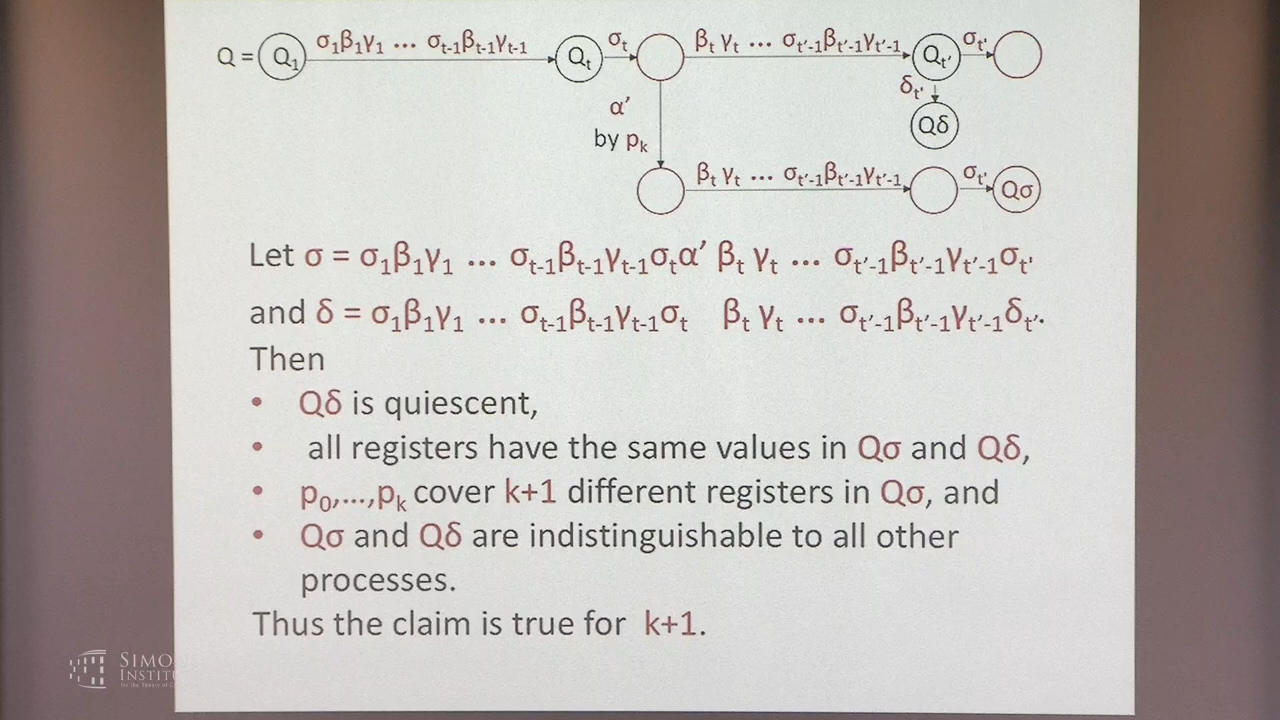 Q = Q₁ σ₁β₁γ₁ ... σₜ₋₁βₜ₋₁γₜ₋₁ Qₜ σₜ βₜ γₜ ... σₜ'₋₁βₜ'₋₁γₜ'₋₁ Qₜ' σₜ'
α' δₜ'
by pₖ Qδ
βₜ γₜ ... σₜ'₋₁βₜ'₋₁γₜ'₋₁ σₜ' Qσ
Let σ = σ₁β₁γ₁ ... σₜ₋₁βₜ₋₁γₜ₋₁σₜα' βₜ γₜ ... σₜ'₋₁βₜ'₋₁γₜ'₋₁σₜ'
and δ = σ₁β₁γ₁ ... σₜ₋₁βₜ₋₁γₜ₋₁σₜ βₜ γₜ ... σₜ'₋₁βₜ'₋₁γₜ'₋₁δₜ'.
Then
• Qδ is quiescent,
• all registers have the same values in Qσ and Qδ,
• p₀,...,pₖ cover k+1 different registers in Qσ, and
• Qσ and Qδ are indistinguishable to all other
processes.
Thus the claim is true for k+1.